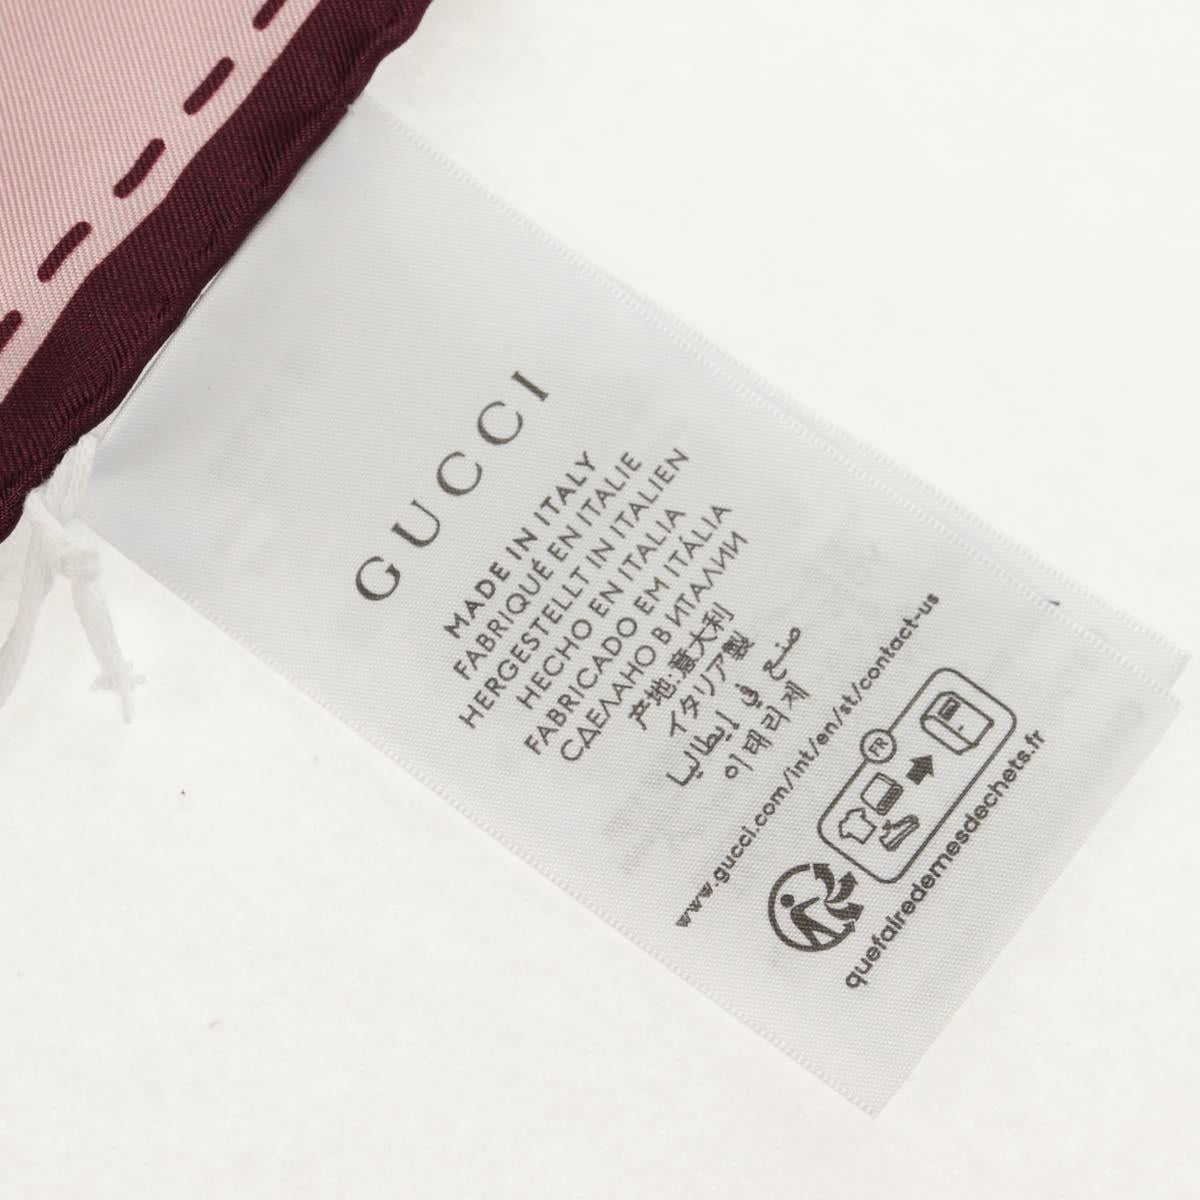 GUCCI
MADE IN ITALY
FABRIQUÉ EN ITALIE
HERGESTELLT IN ITALIEN
HECHO EN ITALIA
FABRICADO EM ITÁLIA
СДЕЛАНО В ИТАЛИИ
产地:意大利
イタリア製
صنع في إيطاليا
이태리제
www.gucci.com/int/en/st/contact-us
FR
quefairedemesdechets.fr